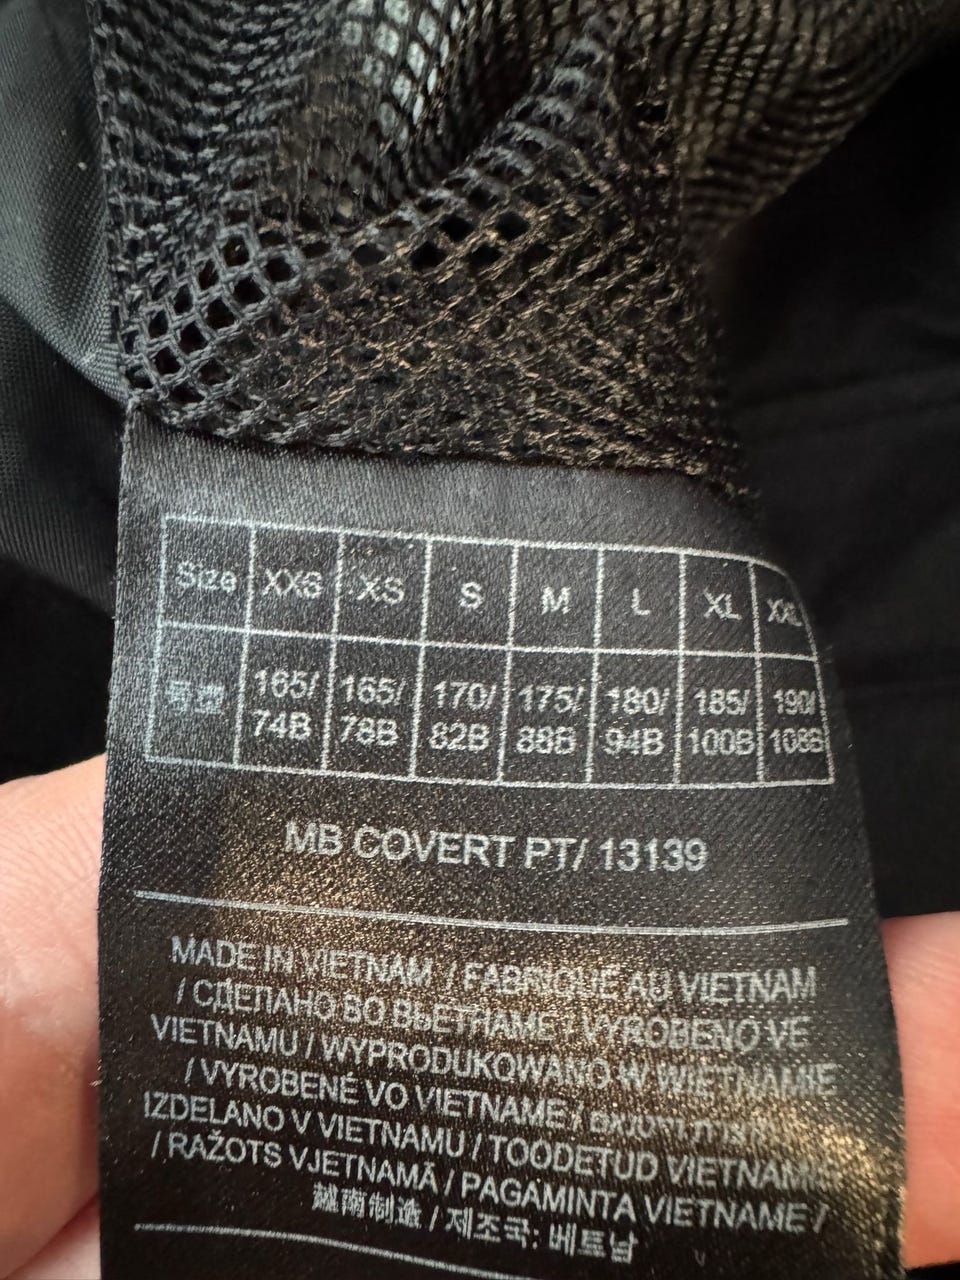 Size XXS XS S M L XL XXL
号型 165/74B 165/78B 170/82B 175/88B 180/94B 185/100B 190/108B
MB COVERT PT/ 13139
MADE IN VIETNAM / FABRIQUÉ AU VIETNAM
/ СДЕЛАНО ВО ВЬЕТНАМЕ / VYROBENO VE
VIETNAMU / WYPRODUKOWANO W WIETNAMIE
/ VYROBENÉ VO VIETNAME /
IZDELANO V VIETNAMU / TOODETUD VIETNAMIS
/ RAŽOTS VJETNAMĀ / PAGAMINTA VIETNAME /
越南制造 / 제조국: 베트남